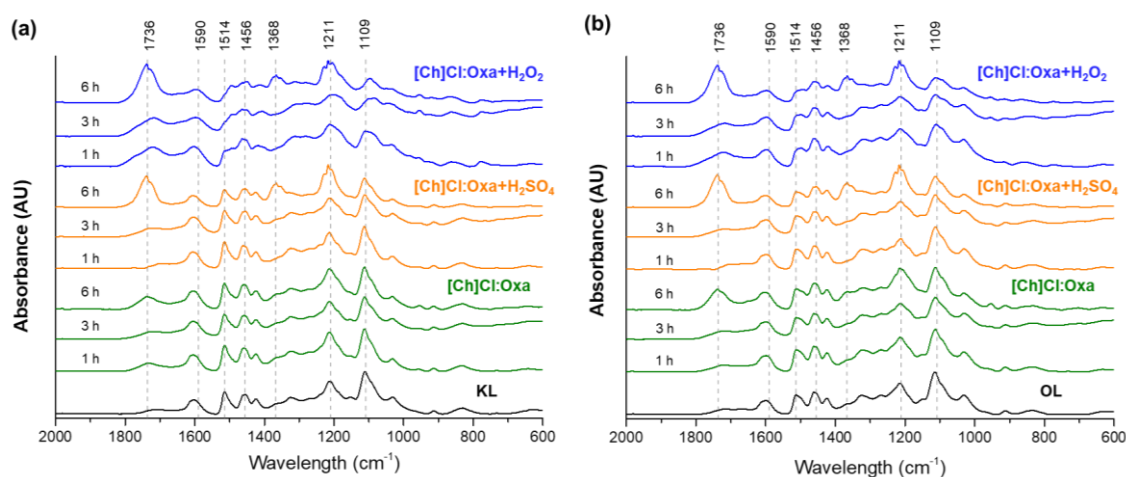 (a)
1736
1590
1514
1456
1368
1211
1109
[Ch]Cl:Oxa+H₂O₂
6 h
3 h
1 h
[Ch]Cl:Oxa+H₂SO₄
6 h
3 h
1 h
[Ch]Cl:Oxa
6 h
3 h
1 h
KL
Absorbance (AU)
2000 1800 1600 1400 1200 1000 800 600
Wavelength (cm⁻¹)
(b)
1736
1590
1514
1456
1368
1211
1109
[Ch]Cl:Oxa+H₂O₂
6 h
3 h
1 h
[Ch]Cl:Oxa+H₂SO₄
6 h
3 h
1 h
[Ch]Cl:Oxa
6 h
3 h
1 h
OL
Absorbance (AU)
2000 1800 1600 1400 1200 1000 800 600
Wavelength (cm⁻¹)